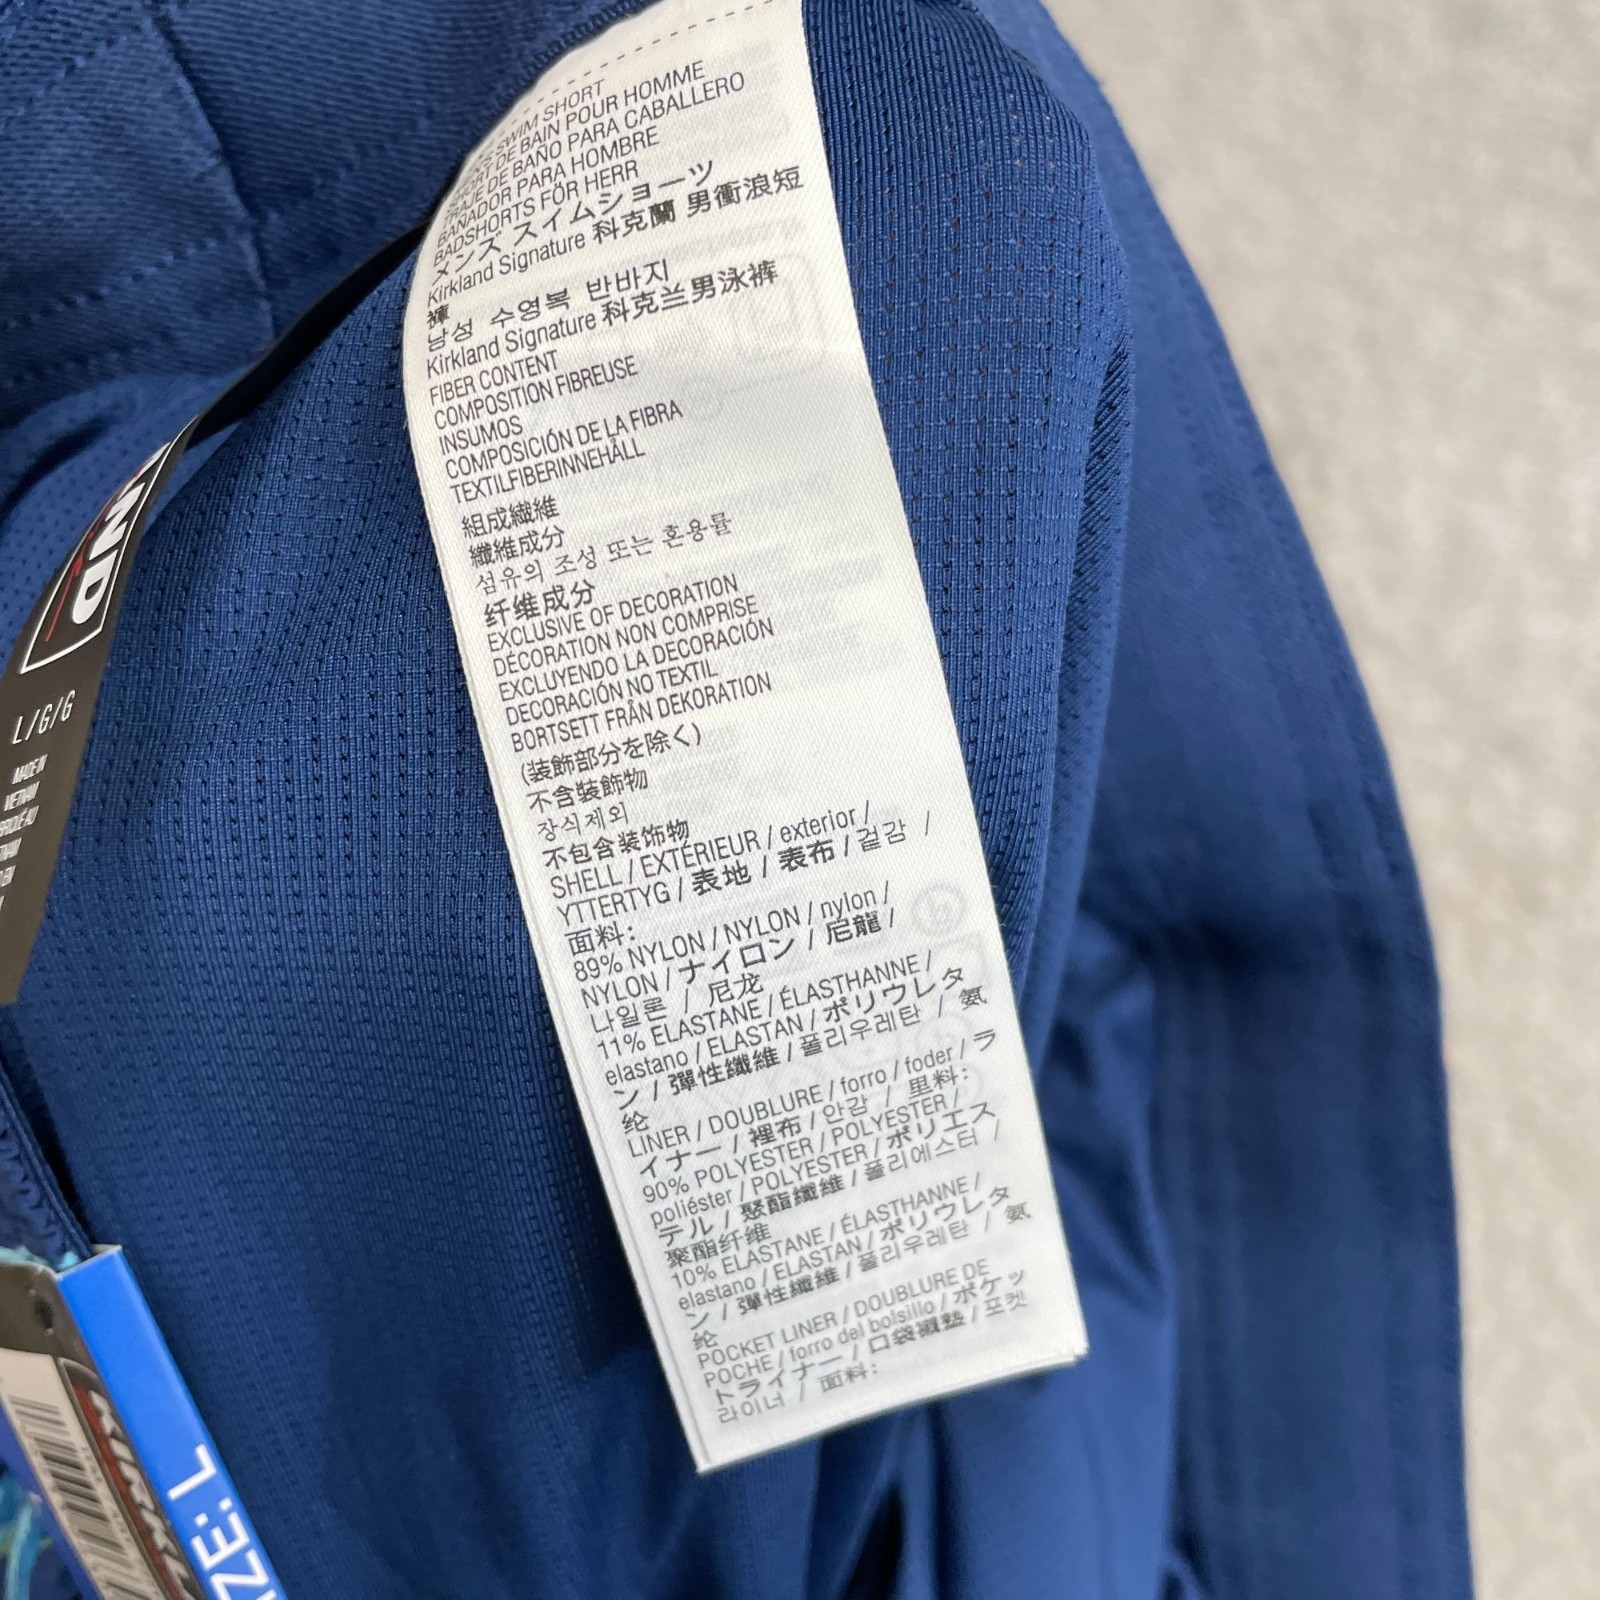 SWIM SHORT
DE BAIN POUR HOMME
TRAJE DE BAÑO PARA CABALLERO
BAÑADOR PARA HOMBRE
BADSHORTS FÖR HERR
メンズ スイムショーツ
Kirkland Signature 科克蘭 男衝浪短
褲
남성 수영복 반바지
Kirkland Signature 科克兰男泳裤
FIBER CONTENT
COMPOSITION FIBREUSE
INSUMOS
COMPOSICIÓN DE LA FIBRA
TEXTILFIBERINNEHÅLL
組成繊維
纖維成分
섬유의 조성 또는 혼용률
纤维成分
EXCLUSIVE OF DECORATION
DÉCORATION NON COMPRISE
EXCLUYENDO LA DECORACIÓN
DECORACIÓN NO TEXTIL
BORTSETT FRÅN DEKORATION
(装飾部分を除く)
不含裝飾物
장식제외
不包含装饰物
SHELL / EXTÉRIEUR / exterior /
YTTERTYG / 表地 / 表布 / 겉감 /
面料:
89% NYLON / NYLON / nylon /
NYLON / ナイロン / 尼龍 /
나일론 / 尼龙
11% ELASTANE / ÉLASTHANNE /
elastano / ELASTAN / ポリウレタ
ン / 彈性纖維 / 폴리우레탄 / 氨
纶
LINER / DOUBLURE / forro / foder / ラ
イナー / 裡布 / 안감 / 里料:
90% POLYESTER / POLYESTER /
poliéster / POLYESTER / ポリエス
テル / 聚酯纖維 / 폴리에스터 /
聚酯纤维
10% ELASTANE / ÉLASTHANNE /
elastano / ELASTAN / ポリウレタ
ン / 彈性纖維 / 폴리우레탄 / 氨
纶
POCKET LINER / DOUBLURE DE
POCHE / forro del bolsillo / ポケッ
トライナー / 口袋襯墊 / 포켓
라이너 / 面料:
L/G/G
MADE IN
VIETNAM
SIZE: L